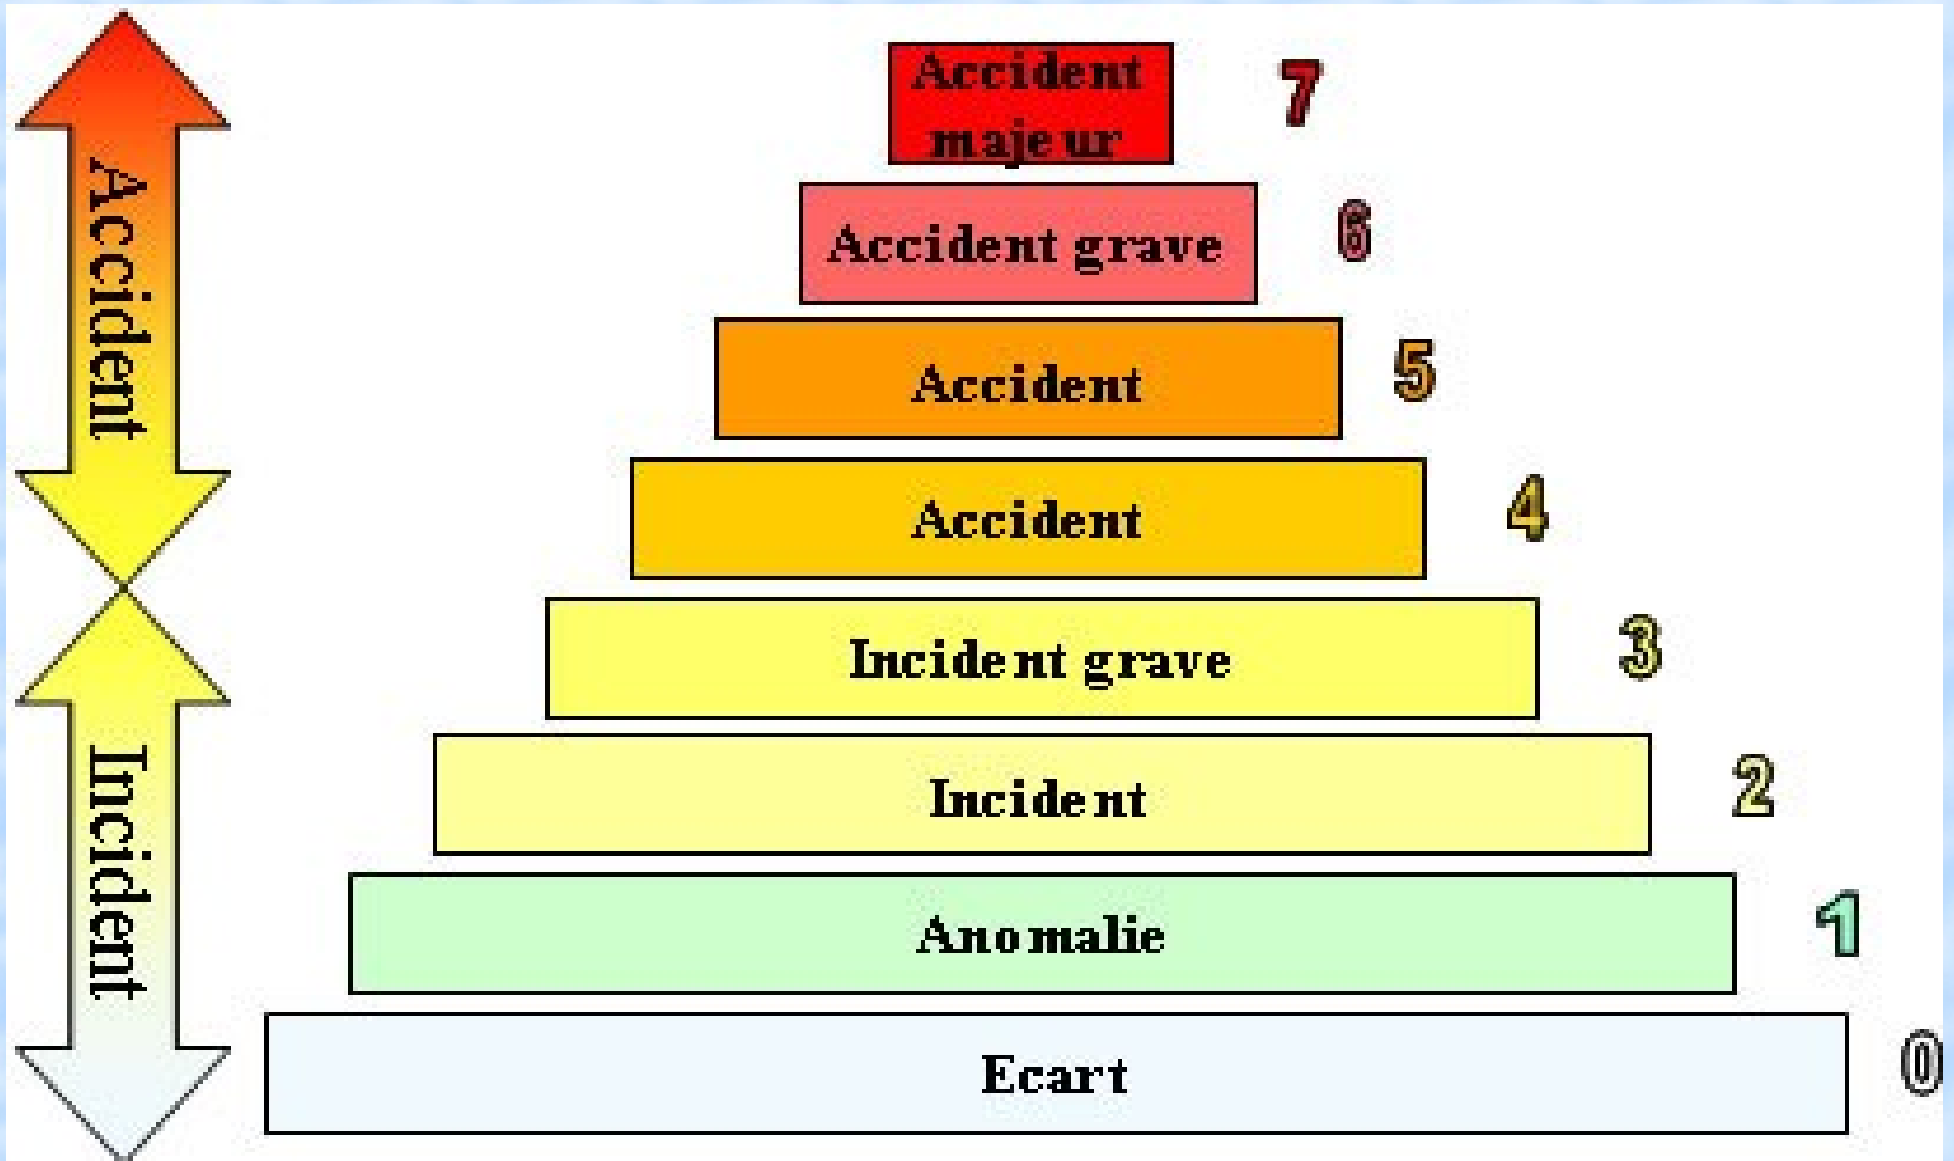 Accident
majeur
7
Accident grave
6
Accident
5
Accident
4
Incident grave
3
Incident
2
Anomalie
1
Ecart
0
Accident
Incident